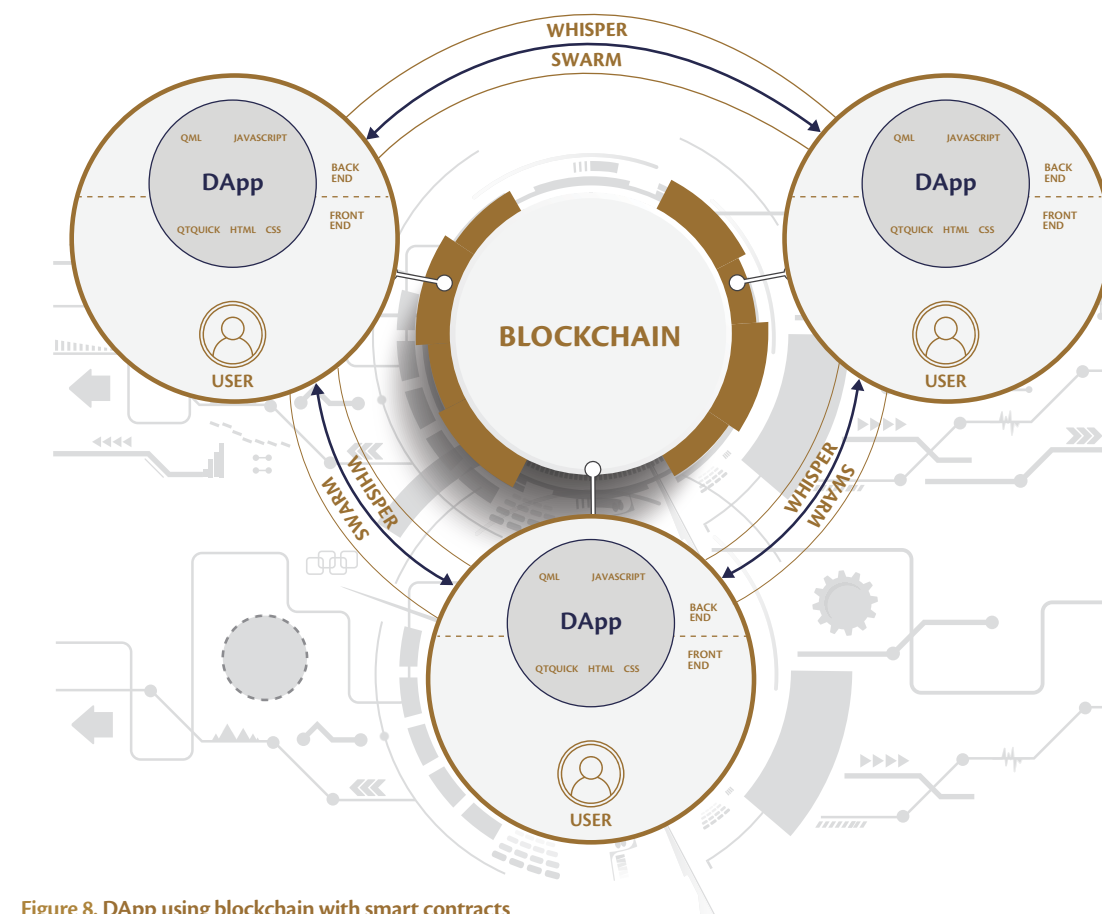 WHISPER
SWARM
QML JAVASCRIPT
DApp
BACK
END
FRONT
END
QTQUICK HTML CSS
USER
QML JAVASCRIPT
DApp
BACK
END
FRONT
END
QTQUICK HTML CSS
USER
BLOCKCHAIN
WHISPER
SWARM
WHISPER
SWARM
QML JAVASCRIPT
DApp
BACK
END
FRONT
END
QTQUICK HTML CSS
USER
Figure 8. DApp using blockchain with smart contracts